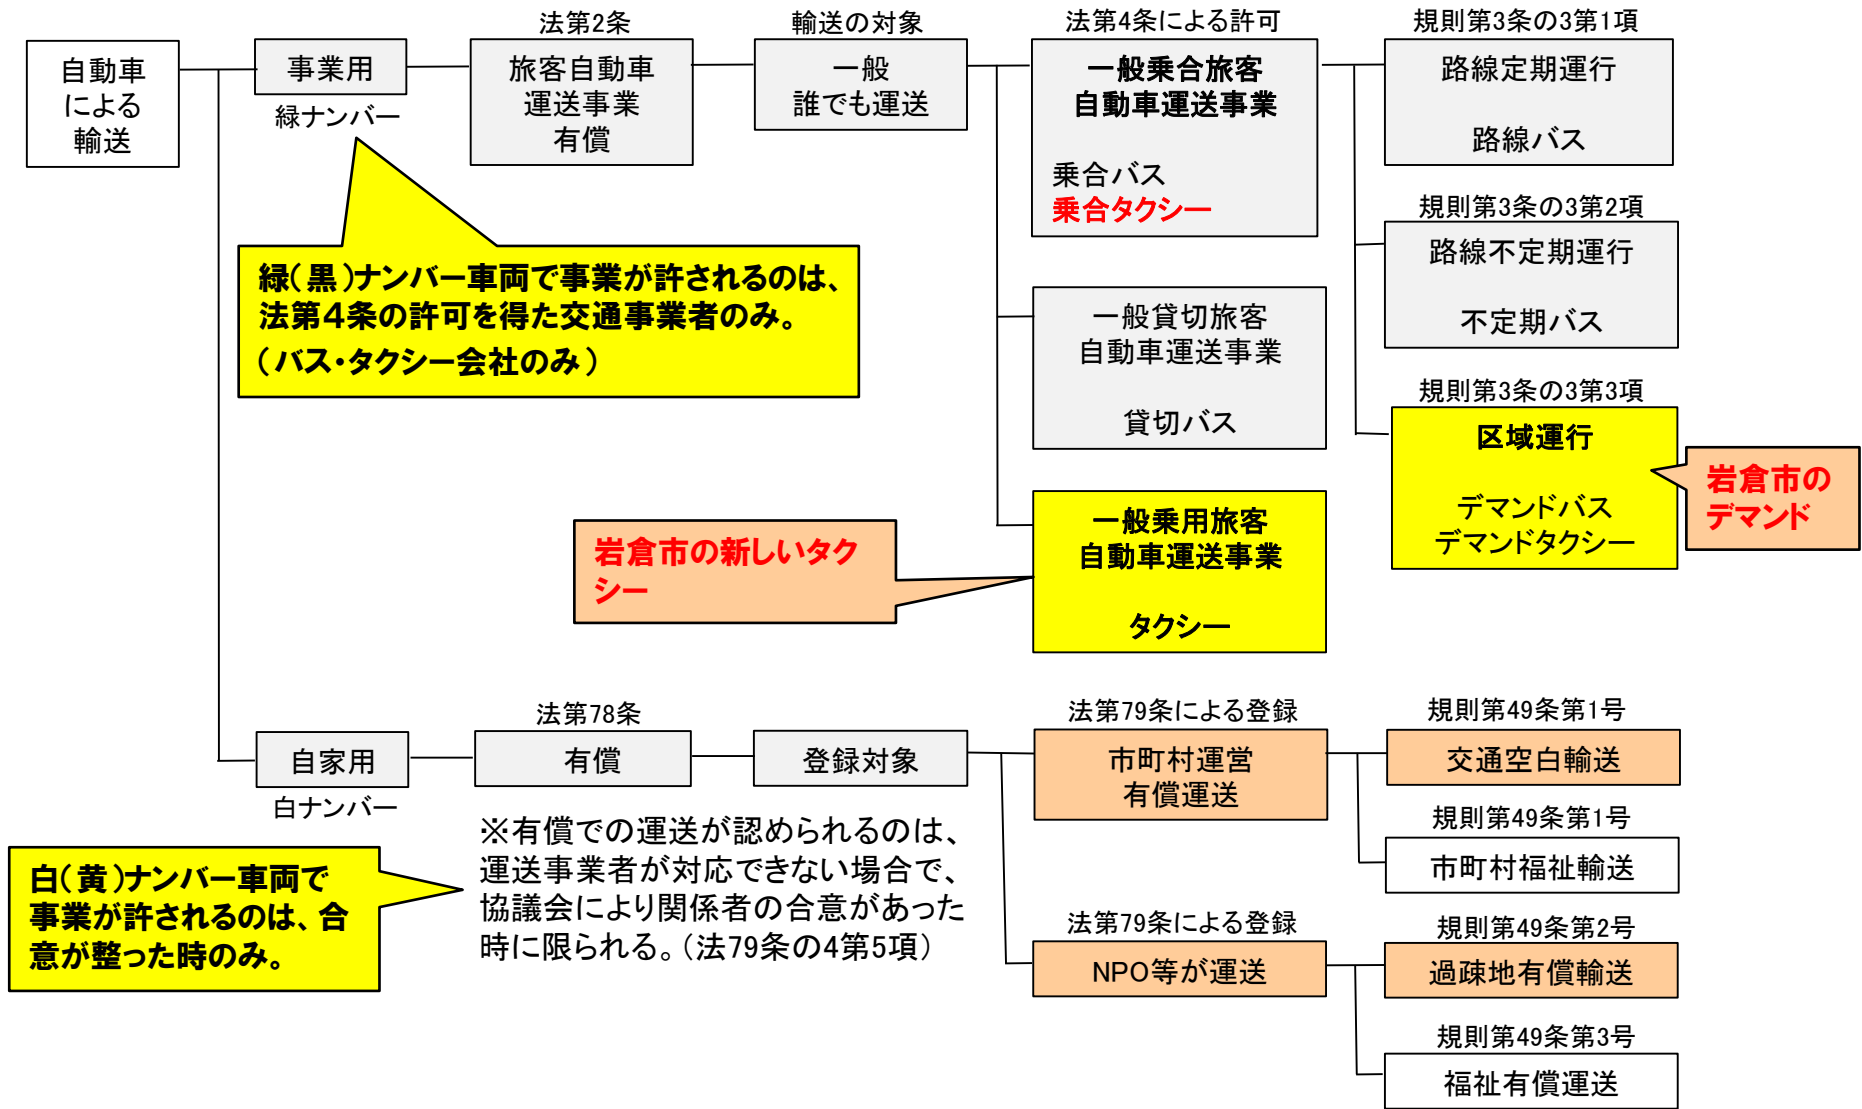 自動車
による
輸送
事業用
緑ナンバー
法第2条
旅客自動車
運送事業
有償
輸送の対象
一般
誰でも運送
法第4条による許可
一般乗合旅客
自動車運送事業
乗合バス
乗合タクシー
規則第3条の3第1項
路線定期運行
路線バス
規則第3条の3第2項
路線不定期運行
不定期バス
規則第3条の3第3項
区域運行
デマンドバス
デマンドタクシー
岩倉市の
デマンド
緑(黒)ナンバー車両で事業が許されるのは、
法第4条の許可を得た交通事業者のみ。
(バス・タクシー会社のみ)
一般貸切旅客
自動車運送事業
貸切バス
岩倉市の新しいタク
シー
一般乗用旅客
自動車運送事業
タクシー
自家用
白ナンバー
法第78条
有償
登録対象
法第79条による登録
市町村運営
有償運送
規則第49条第1号
交通空白輸送
規則第49条第1号
市町村福祉輸送
白(黄)ナンバー車両で
事業が許されるのは、合
意が整った時のみ。
※有償での運送が認められるのは、
運送事業者が対応できない場合で、
協議会により関係者の合意があった
時に限られる。(法79条の4第5項)
法第79条による登録
NPO等が運送
規則第49条第2号
過疎地有償輸送
規則第49条第3号
福祉有償運送